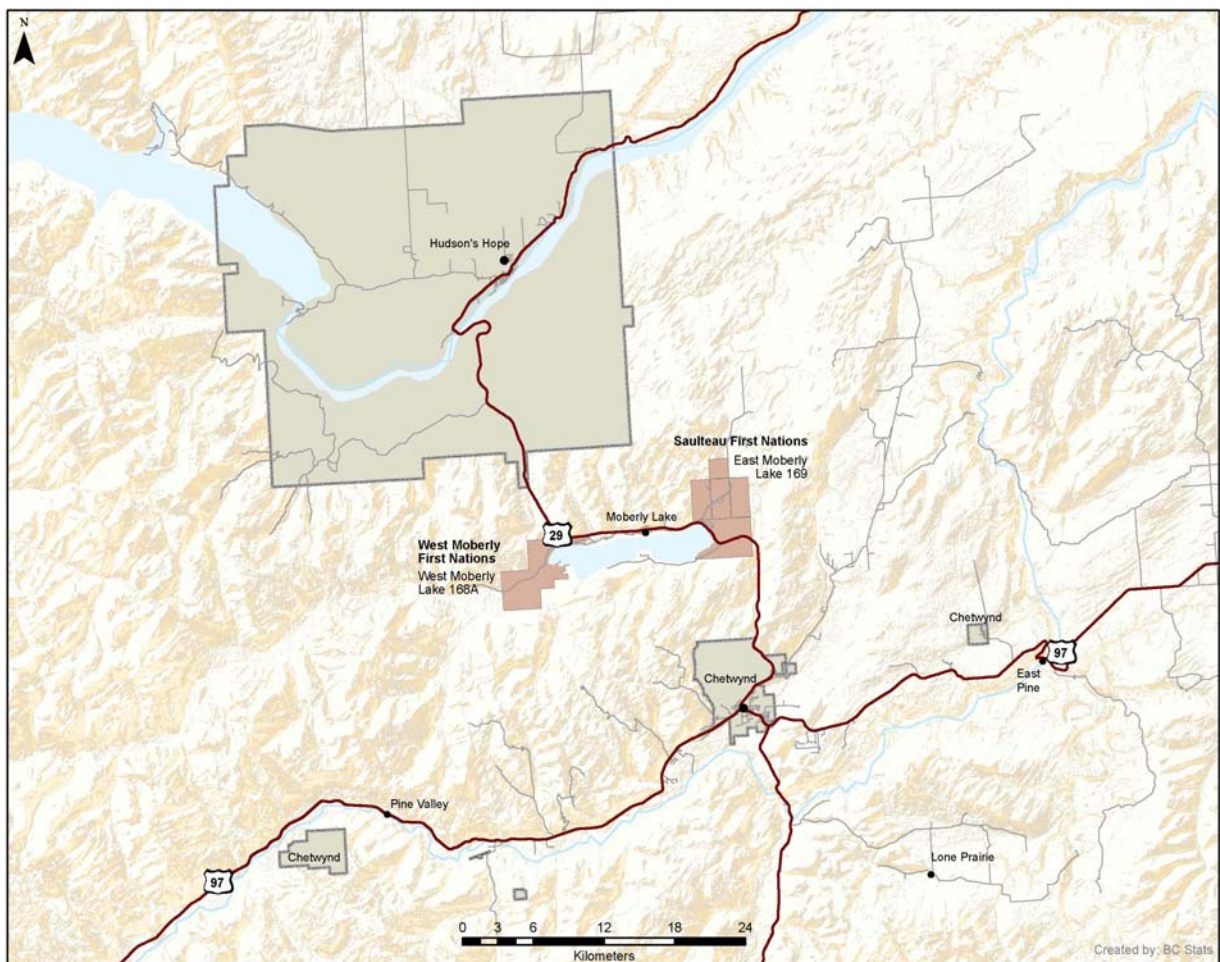 N
Hudson's Hope
Saulteau First Nations
East Moberly
Lake 169
Moberly Lake
29
West Moberly
First Nations
West Moberly
Lake 168A
Chetwynd
97
East
Pine
Chetwynd
Pine Valley
Chetwynd
97
Lone Prairie
0 3 6 12 18 24
Kilometers
Created by: BC Stats